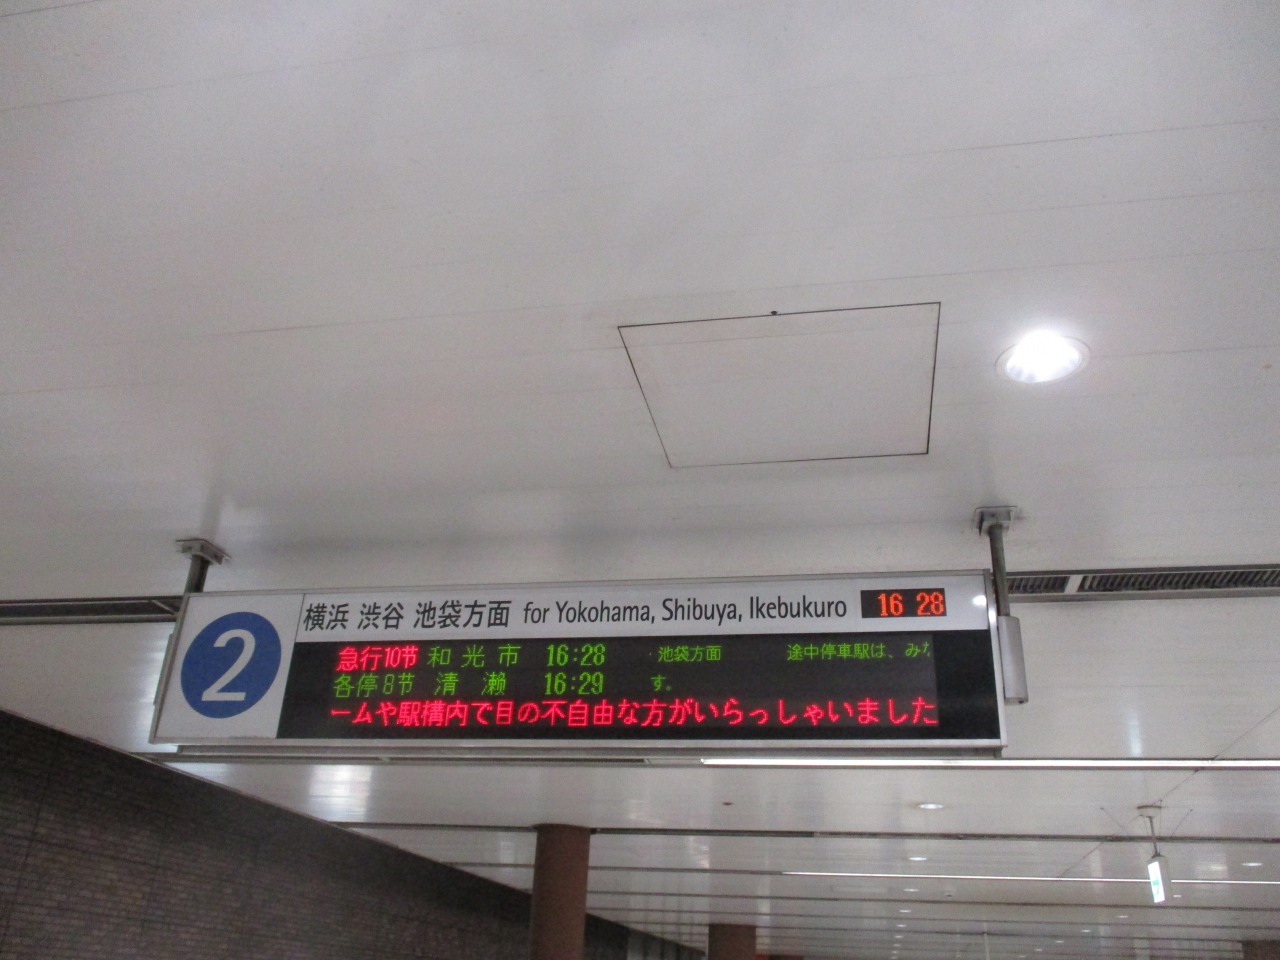 2
横浜 渋谷 池袋方面 for Yokohama, Shibuya, Ikebukuro 16 28
急行10节 和光市 16:28 ・池袋方面 途中停車駅は、み
各停8节 清瀬 16:29 す。
ームや駅構内で目の不自由な方がいらっしゃいました